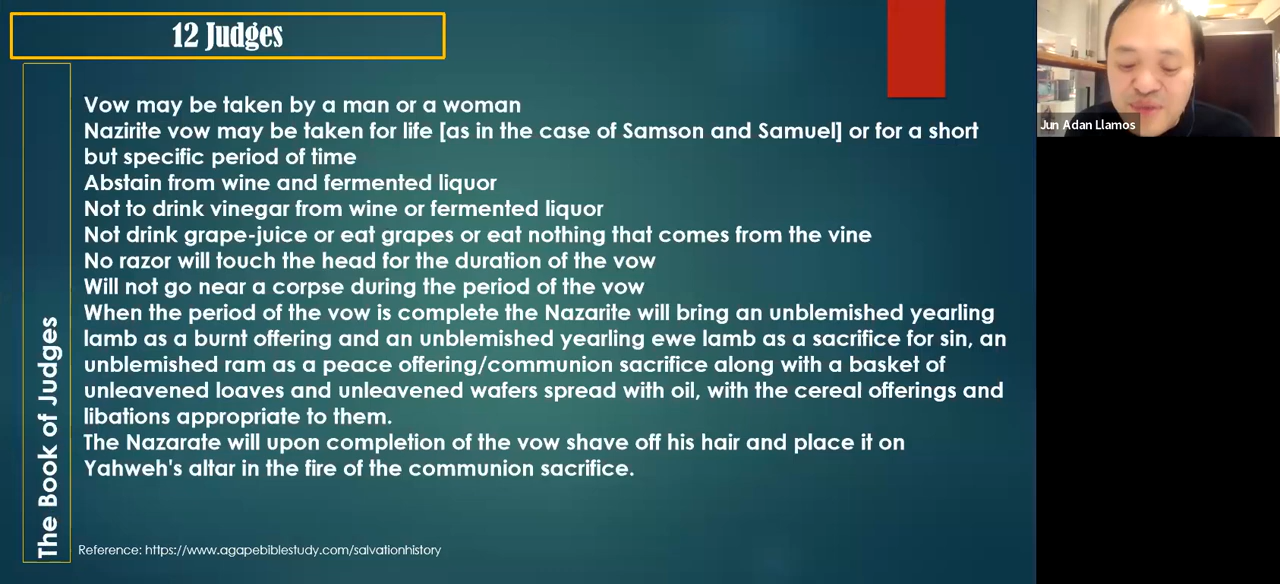 12 Judges
Jun Adan Llamos
Vow may be taken by a man or a woman
Nazirite vow may be taken for life [as in the case of Samson and Samuel] or for a short
but specific period of time
Abstain from wine and fermented liquor
Not to drink vinegar from wine or fermented liquor
Not drink grape-juice or eat grapes or eat nothing that comes from the vine
No razor will touch the head for the duration of the vow
Will not go near a corpse during the period of the vow
When the period of the vow is complete the Nazarite will bring an unblemished yearling
lamb as a burnt offering and an unblemished yearling ewe lamb as a sacrifice for sin, an
unblemished ram as a peace offering/communion sacrifice along with a basket of
unleavened loaves and unleavened wafers spread with oil, with the cereal offerings and
libations appropriate to them.
The Nazarate will upon completion of the vow shave off his hair and place it on
Yahweh's altar in the fire of the communion sacrifice.
The Book of Judges
Reference: https://www.agapebiblestudy.com/salvationhistory